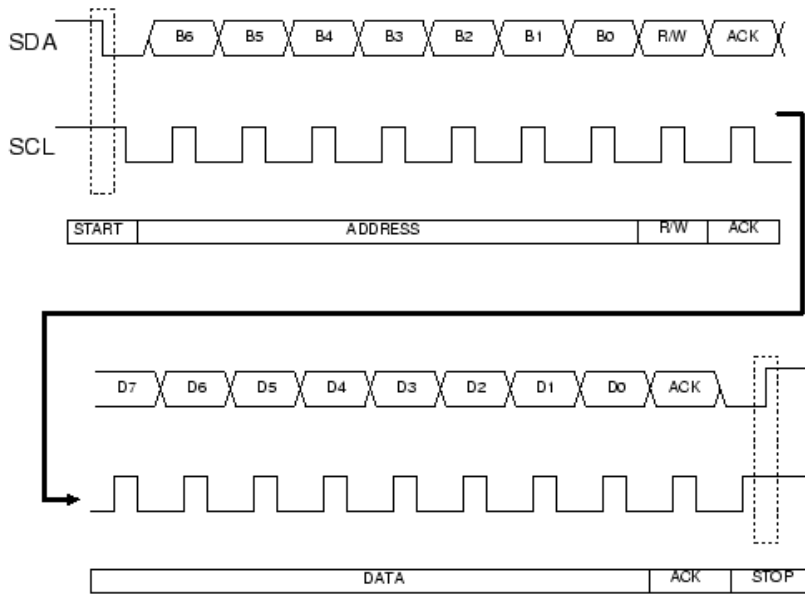 SDA B6 B5 B4 B3 B2 B1 B0 R/W ACK
SCL
START ADDRESS R/W ACK
D7 D6 D5 D4 D3 D2 D1 D0 ACK
DATA ACK STOP